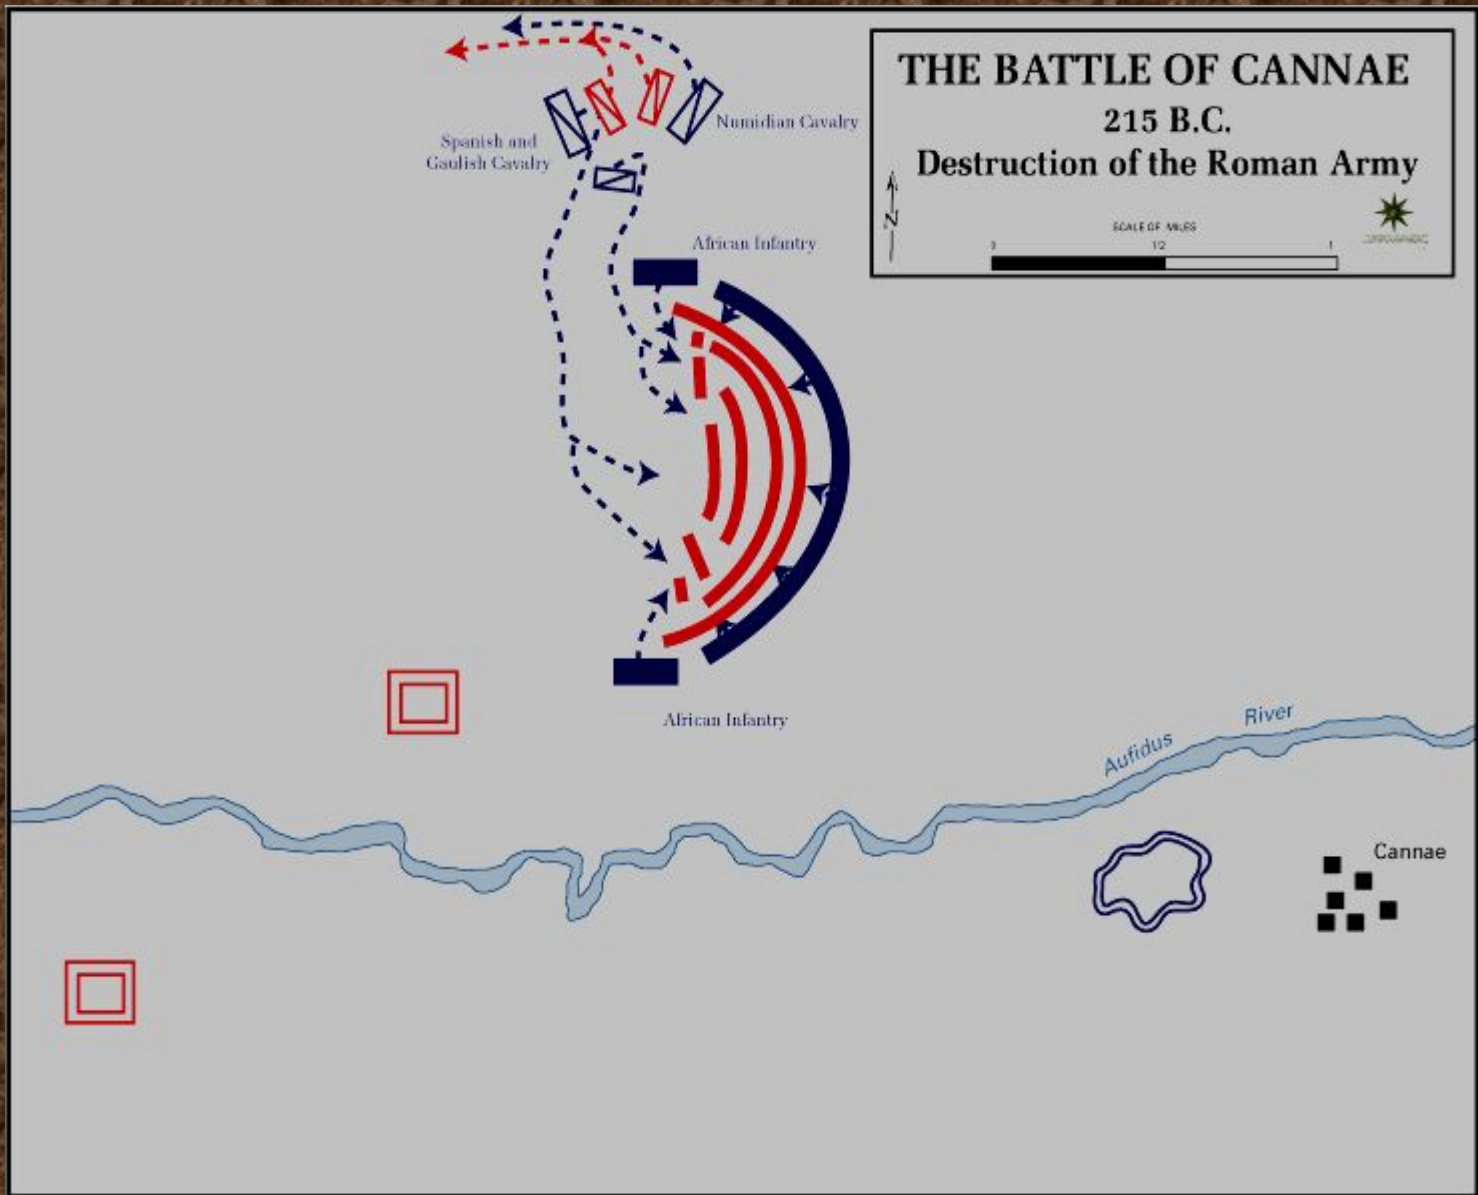 THE BATTLE OF CANNAE
215 B.C.
Destruction of the Roman Army
N
SCALE OF MILES
0 1/2 1
Numidian Cavalry
Spanish and
Gaulish Cavalry
African Infantry
African Infantry
Aufidus River
Cannae